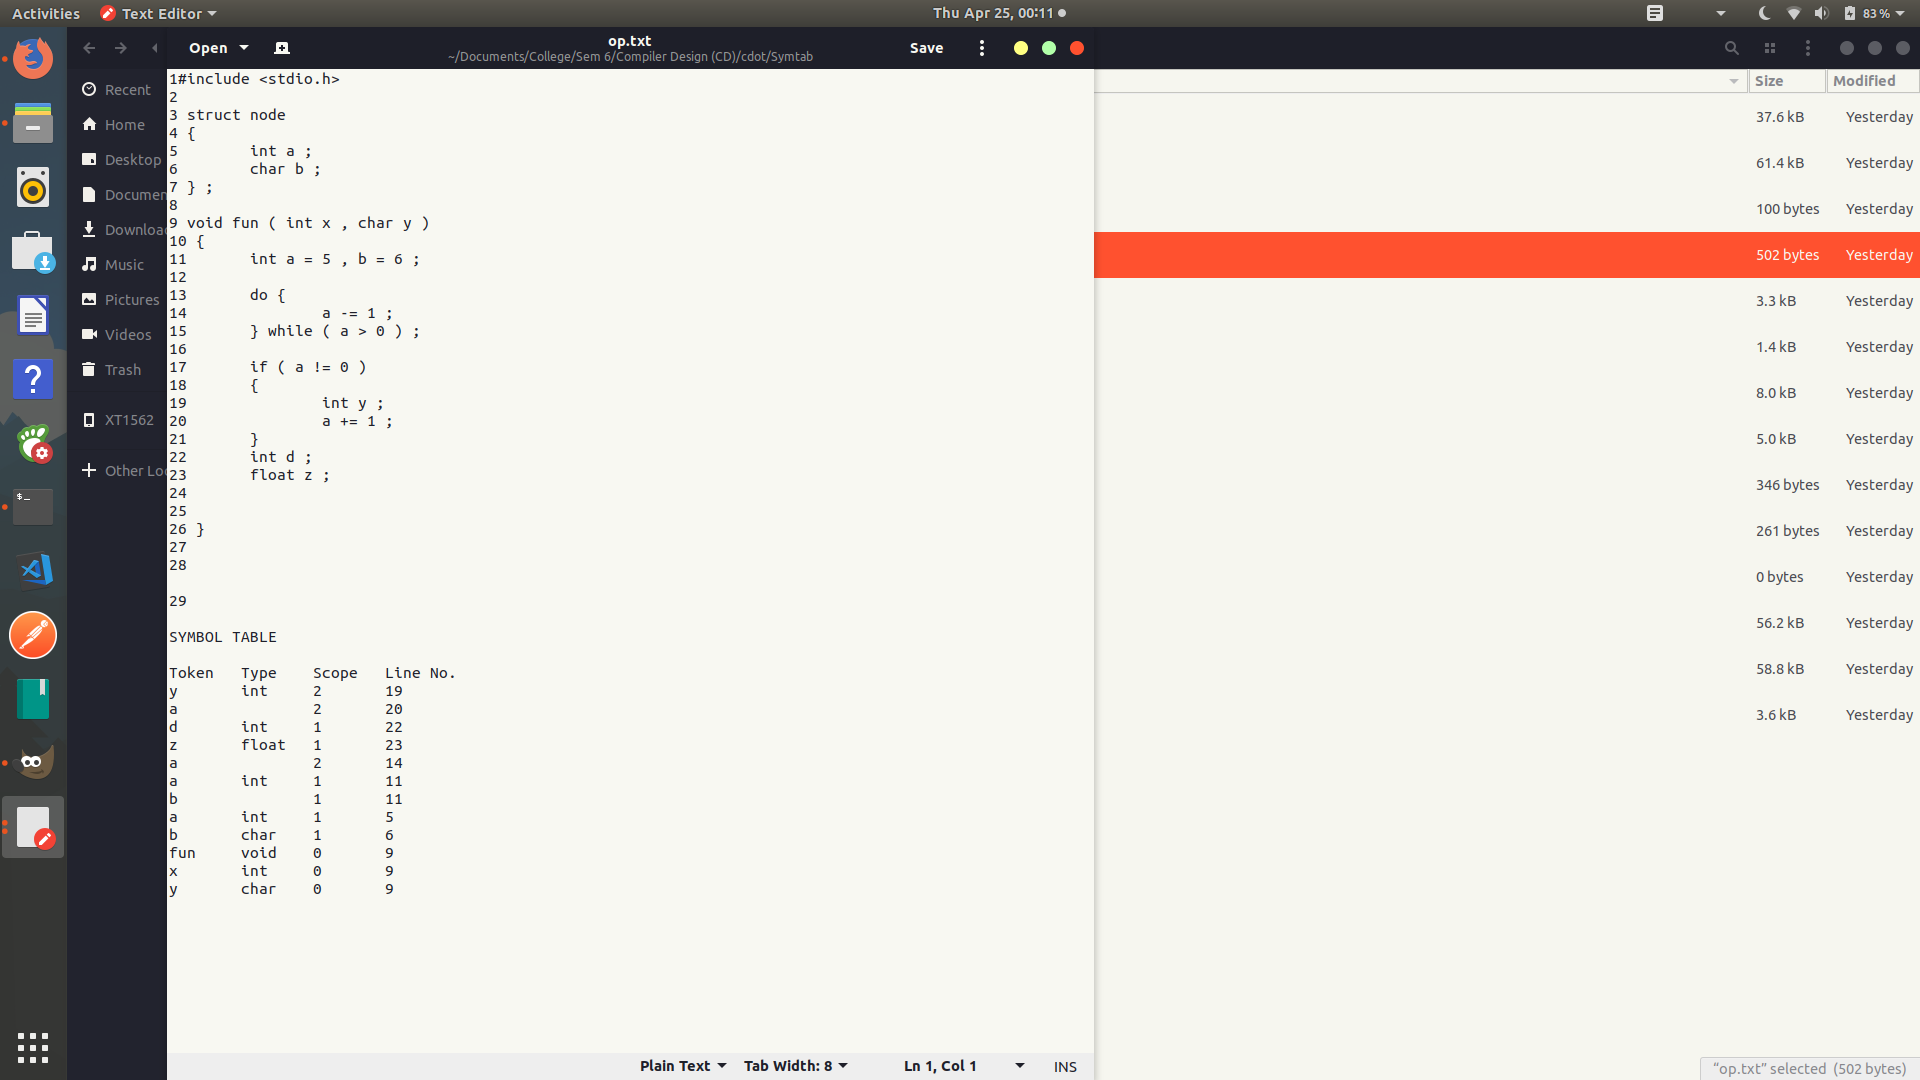 Activities Text Editor Thu Apr 25, 00:11 83 %
Open op.txt Save
~/Documents/College/Sem 6/Compiler Design (CD)/cdot/Symtab
Recent
Home
Desktop
Documen
Downloa
Music
Pictures
Videos
Trash
XT1562
Other Loc
1#include <stdio.h>
2
3 struct node
4 {
5 int a ;
6 char b ;
7 } ;
8
9 void fun ( int x , char y )
10 {
11 int a = 5 , b = 6 ;
12
13 do {
14 a -= 1 ;
15 } while ( a > 0 ) ;
16
17 if ( a != 0 )
18 {
19 int y ;
20 a += 1 ;
21 }
22 int d ;
23 float z ;
24
25
26 }
27
28
29
SYMBOL TABLE
Token Type Scope Line No.
y int 2 19
a 2 20
d int 1 22
z float 1 23
a 2 14
a int 1 11
b 1 11
a int 1 5
b char 1 6
fun void 0 9
x int 0 9
y char 0 9
Plain Text Tab Width: 8 Ln 1, Col 1 INS
Size Modified
37.6 kB Yesterday
61.4 kB Yesterday
100 bytes Yesterday
502 bytes Yesterday
3.3 kB Yesterday
1.4 kB Yesterday
8.0 kB Yesterday
5.0 kB Yesterday
346 bytes Yesterday
261 bytes Yesterday
0 bytes Yesterday
56.2 kB Yesterday
58.8 kB Yesterday
3.6 kB Yesterday
“op.txt” selected (502 bytes)